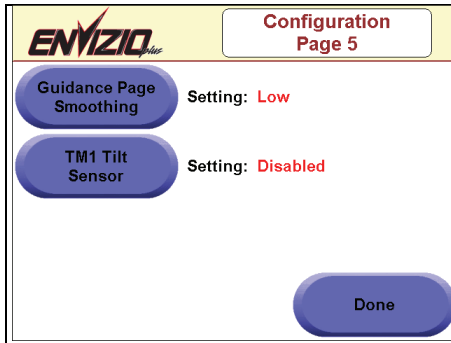 ENVIZIO plus
Configuration
Page 5
Guidance Page
Smoothing
Setting: Low
TM1 Tilt
Sensor
Setting: Disabled
Done